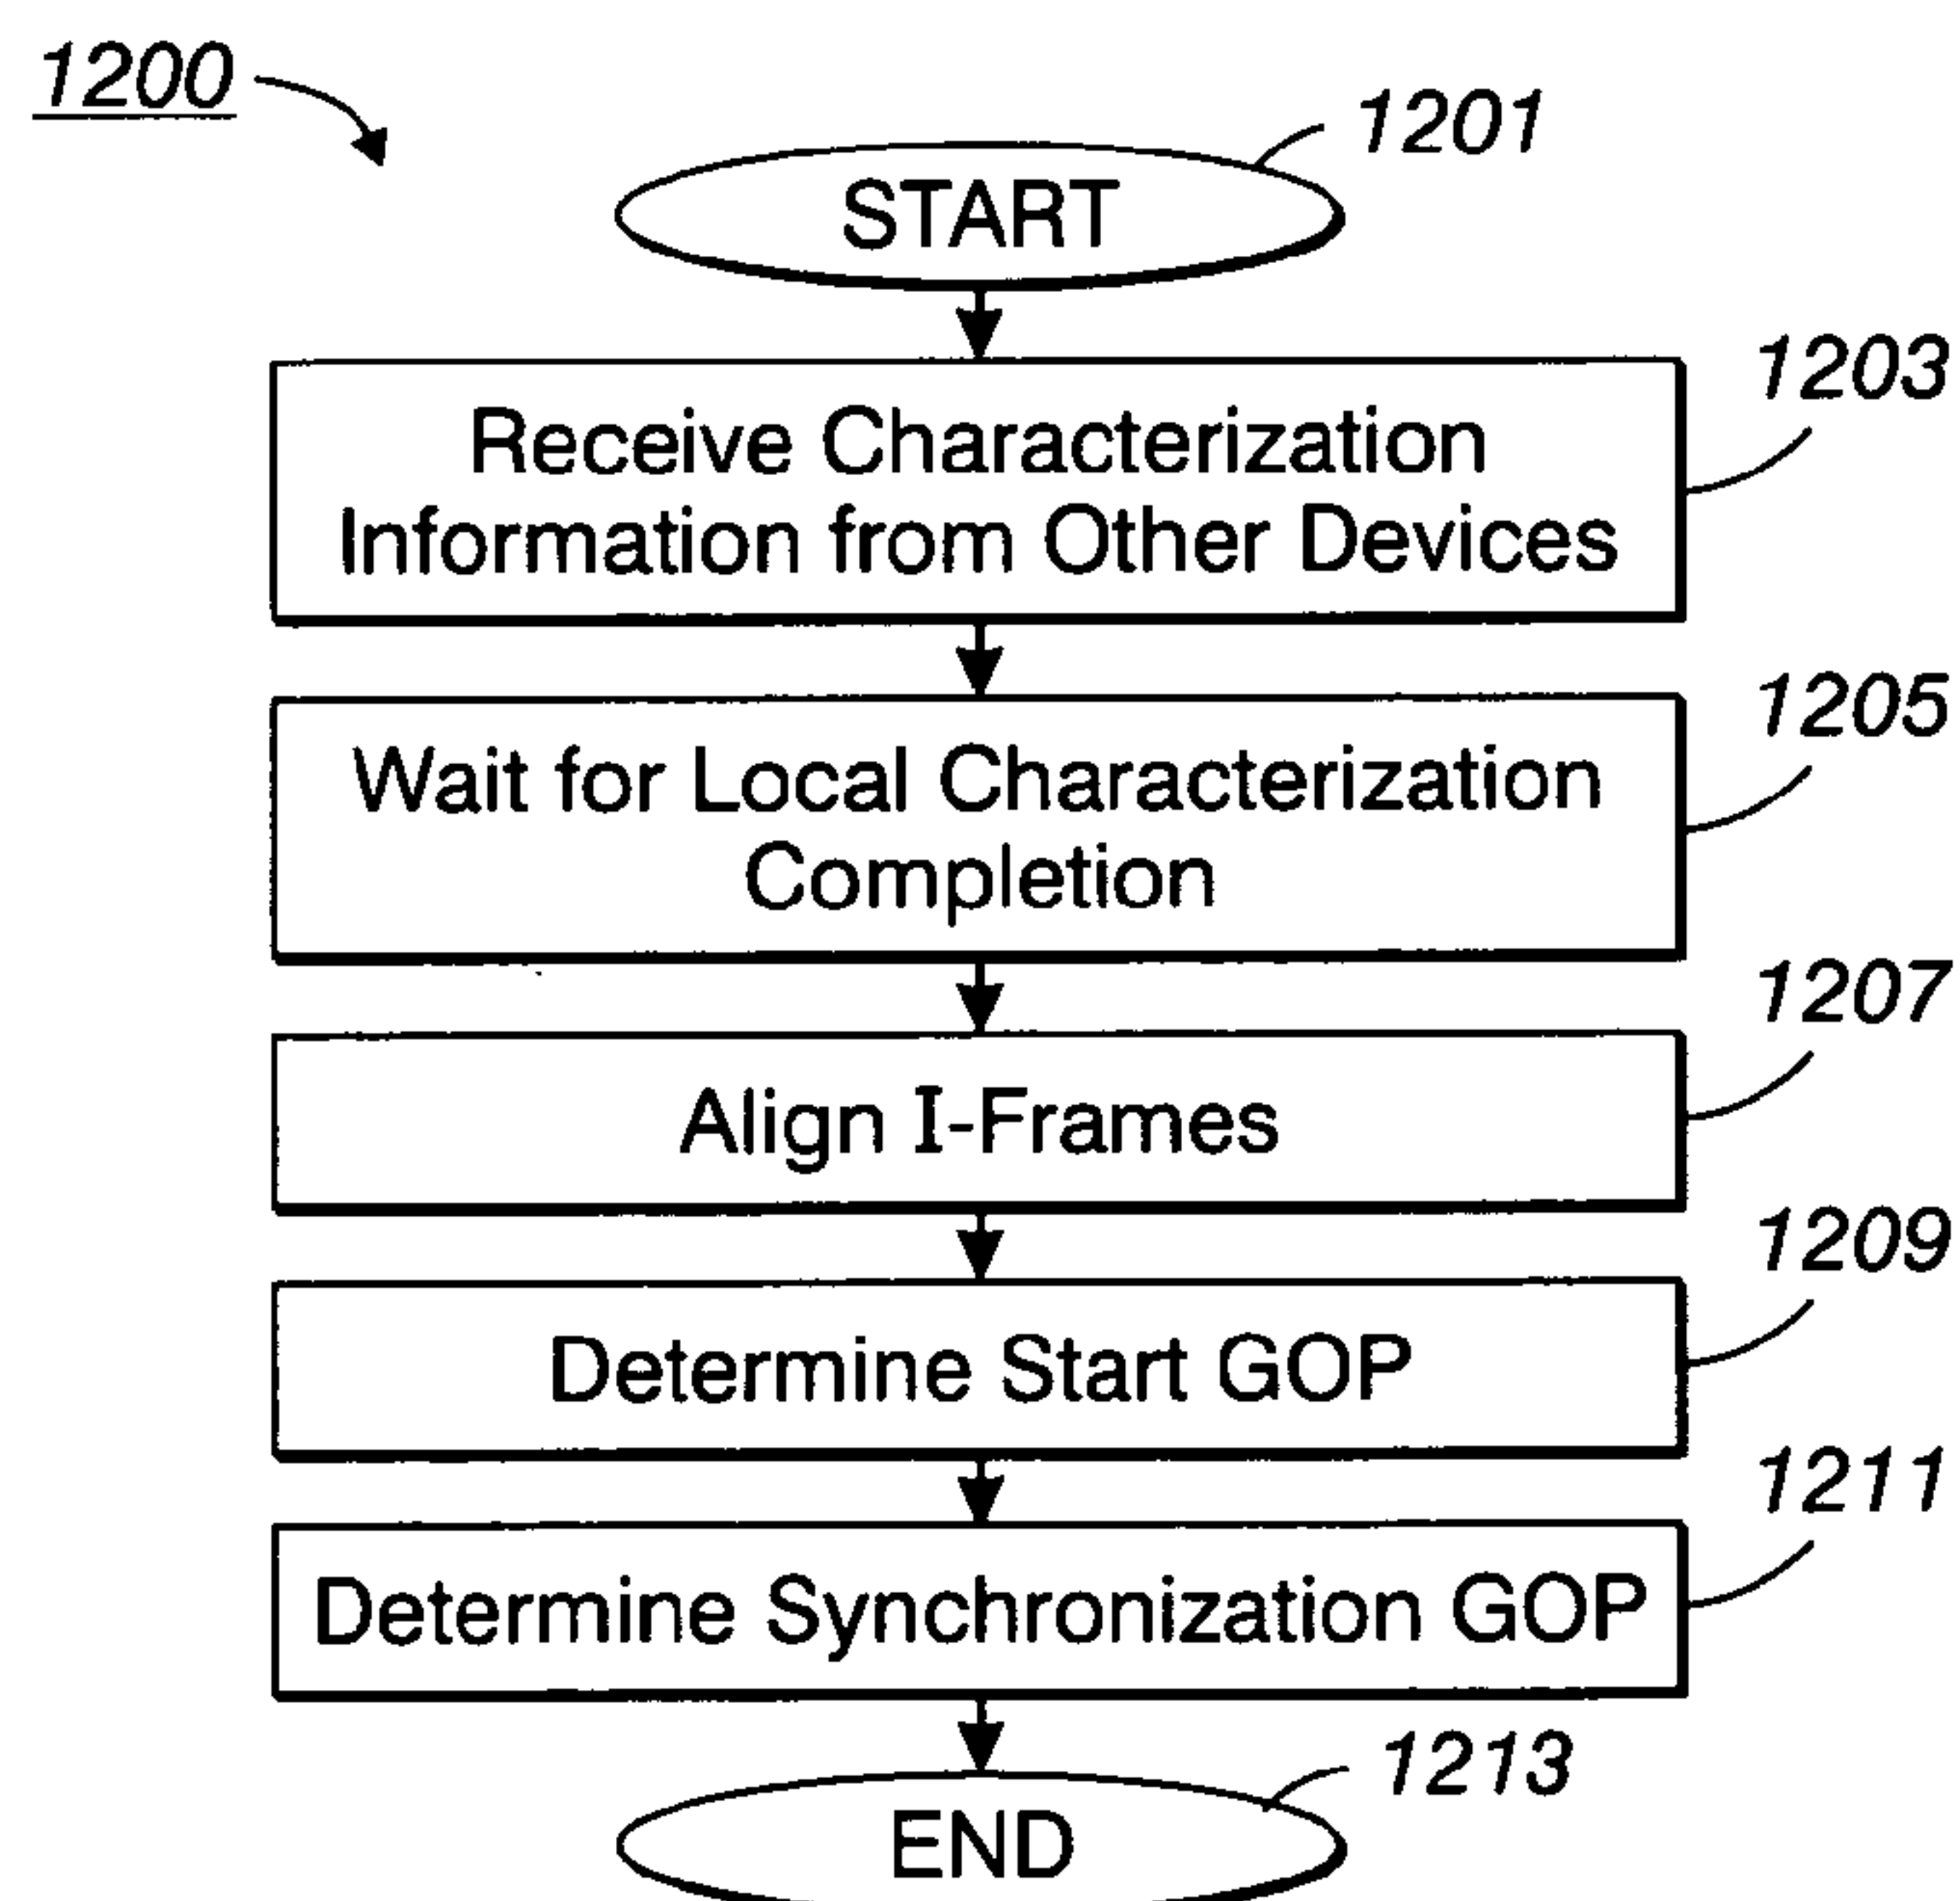 1200
1201
START
1203
Receive Characterization
Information from Other Devices
1205
Wait for Local Characterization
Completion
1207
Align I-Frames
1209
Determine Start GOP
1211
Determine Synchronization GOP
1213
END